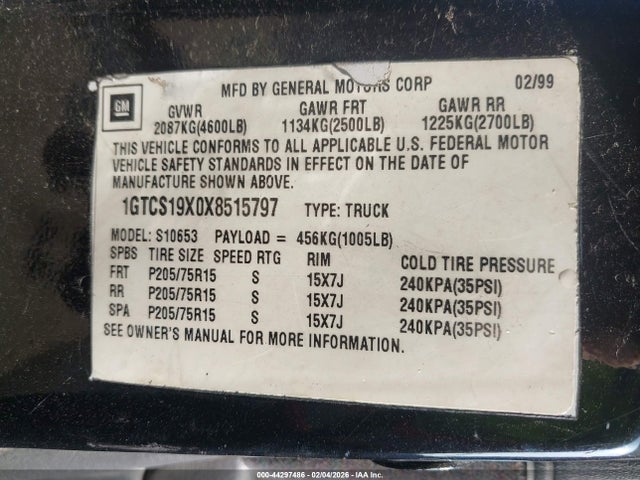 MFD BY GENERAL MOTORS CORP 02/99
GM
GVWR GAWR FRT GAWR RR
2087KG(4600LB) 1134KG(2500LB) 1225KG(2700LB)
THIS VEHICLE CONFORMS TO ALL APPLICABLE U.S. FEDERAL MOTOR
VEHICLE SAFETY STANDARDS IN EFFECT ON THE DATE OF
MANUFACTURE SHOWN ABOVE.
1GTCS19X0X8515797 TYPE: TRUCK
MODEL: S10653 PAYLOAD = 456KG(1005LB)
SPBS TIRE SIZE SPEED RTG RIM COLD TIRE PRESSURE
FRT P205/75R15 S 15X7J 240KPA(35PSI)
RR P205/75R15 S 15X7J 240KPA(35PSI)
SPA P205/75R15 S 15X7J 240KPA(35PSI)
SEE OWNER'S MANUAL FOR MORE INFORMATION.
000-44297486 - 02/04/2026 - Copyright IAA, Inc. All Rights Reserved